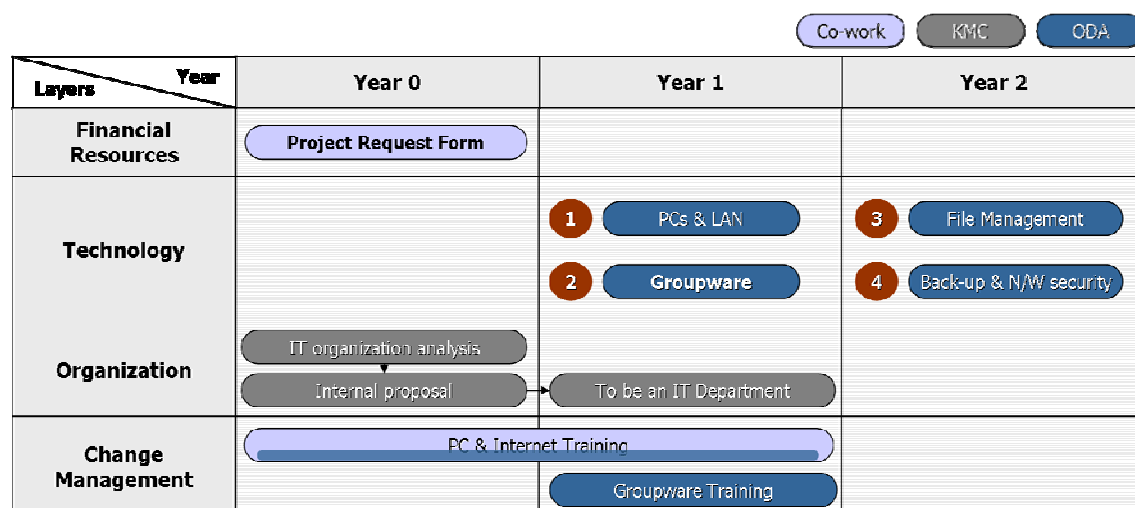 Co-work KMC ODA
Layers Year Year 0 Year 1 Year 2
Financial
Resources
Project Request Form
Technology
1 PCs & LAN 3 File Management
2 Groupware 4 Back-up & N/W security
Organization
IT organization analysis
Internal proposal To be an IT Department
Change
Management
PC & Internet Training
Groupware Training